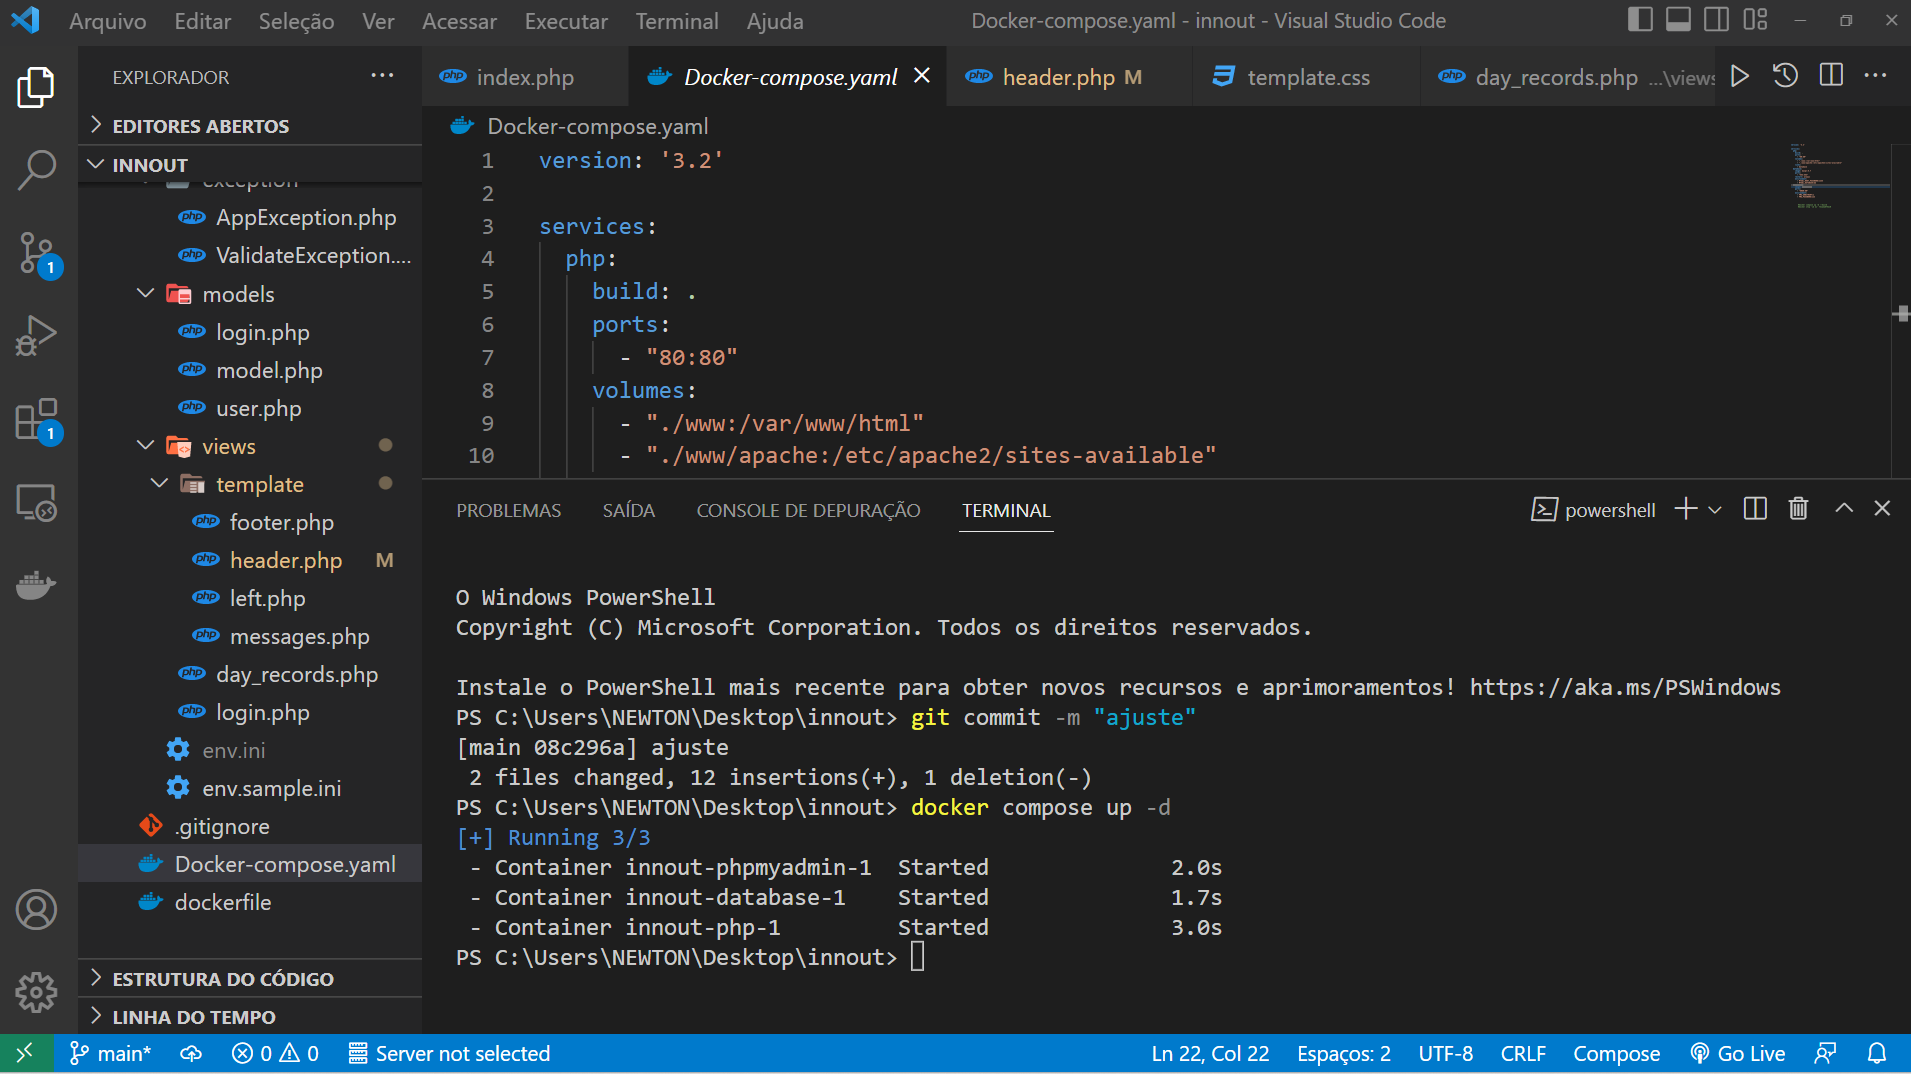 Arquivo Editar Seleção Ver Acessar Executar Terminal Ajuda Docker-compose.yaml - innout - Visual Studio Code
EXPLORADOR
index.php Docker-compose.yaml header.php M template.css day_records.php ...\views
EDITORES ABERTOS
INNOUT
exception
AppException.php
ValidateException....
models
login.php
model.php
user.php
views
template
footer.php
header.php M
left.php
messages.php
day_records.php
login.php
env.ini
env.sample.ini
.gitignore
Docker-compose.yaml
dockerfile
ESTRUTURA DO CÓDIGO
LINHA DO TEMPO
1
1
Docker-compose.yaml
1 version: '3.2'
2
3 services:
4 php:
5 build: .
6 ports:
7 - "80:80"
8 volumes:
9 - "./www:/var/www/html"
10 - "./www/apache:/etc/apache2/sites-available"
PROBLEMAS SAÍDA CONSOLE DE DEPURAÇÃO TERMINAL powershell
O Windows PowerShell
Copyright (C) Microsoft Corporation. Todos os direitos reservados.
Instale o PowerShell mais recente para obter novos recursos e aprimoramentos! https://aka.ms/PSWindows
PS C:\Users\NEWTON\Desktop\innout> git commit -m "ajuste"
[main 08c296a] ajuste
2 files changed, 12 insertions(+), 1 deletion(-)
PS C:\Users\NEWTON\Desktop\innout> docker compose up -d
[+] Running 3/3
- Container innout-phpmyadmin-1 Started 2.0s
- Container innout-database-1 Started 1.7s
- Container innout-php-1 Started 3.0s
PS C:\Users\NEWTON\Desktop\innout>
main* 0 0 Server not selected Ln 22, Col 22 Espaços: 2 UTF-8 CRLF Compose Go Live